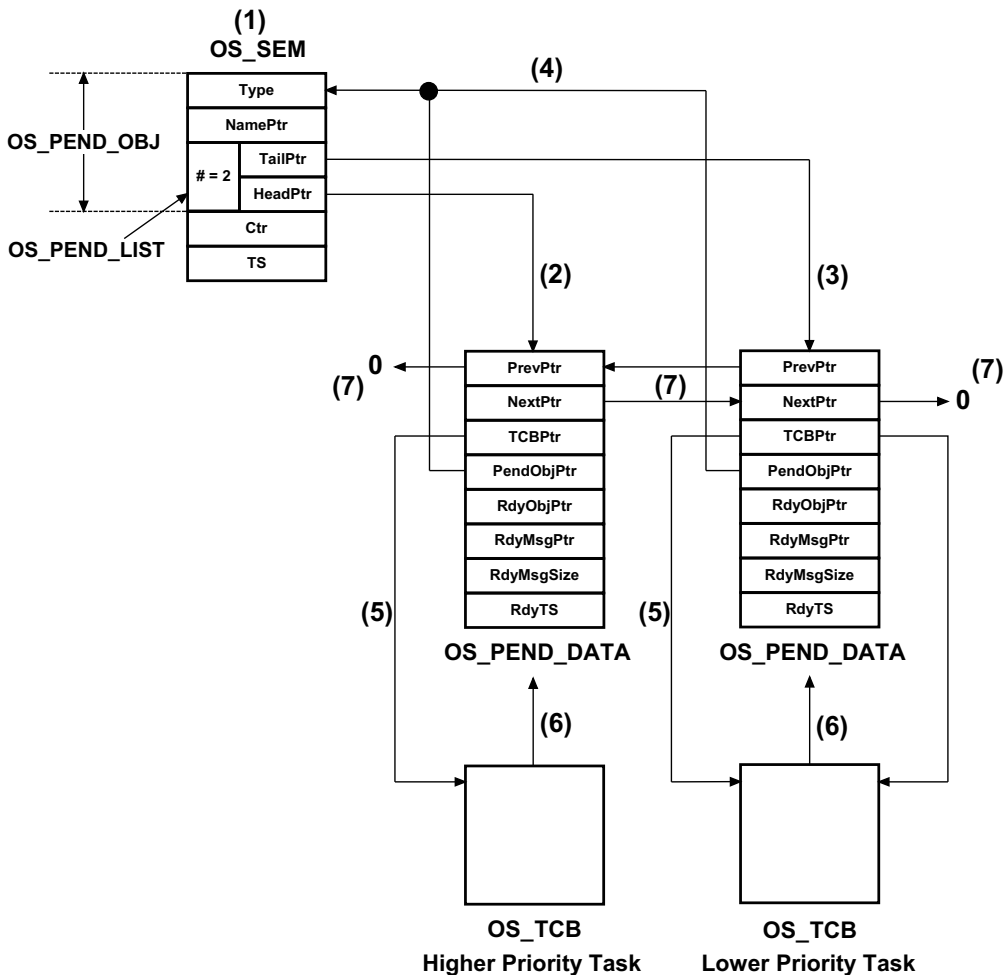 (1)
OS_SEM
(4)
Type
NamePtr
OS_PEND_OBJ
# = 2
TailPtr
HeadPtr
Ctr
OS_PEND_LIST
TS
(2)
(3)
0
(7)
PrevPtr
NextPtr
TCBPtr
PendObjPtr
RdyObjPtr
RdyMsgPtr
RdyMsgSize
RdyTS
(7)
PrevPtr
NextPtr
TCBPtr
PendObjPtr
RdyObjPtr
RdyMsgPtr
RdyMsgSize
RdyTS
(7)
0
(5)
(5)
OS_PEND_DATA
OS_PEND_DATA
(6)
(6)
OS_TCB
Higher Priority Task
OS_TCB
Lower Priority Task